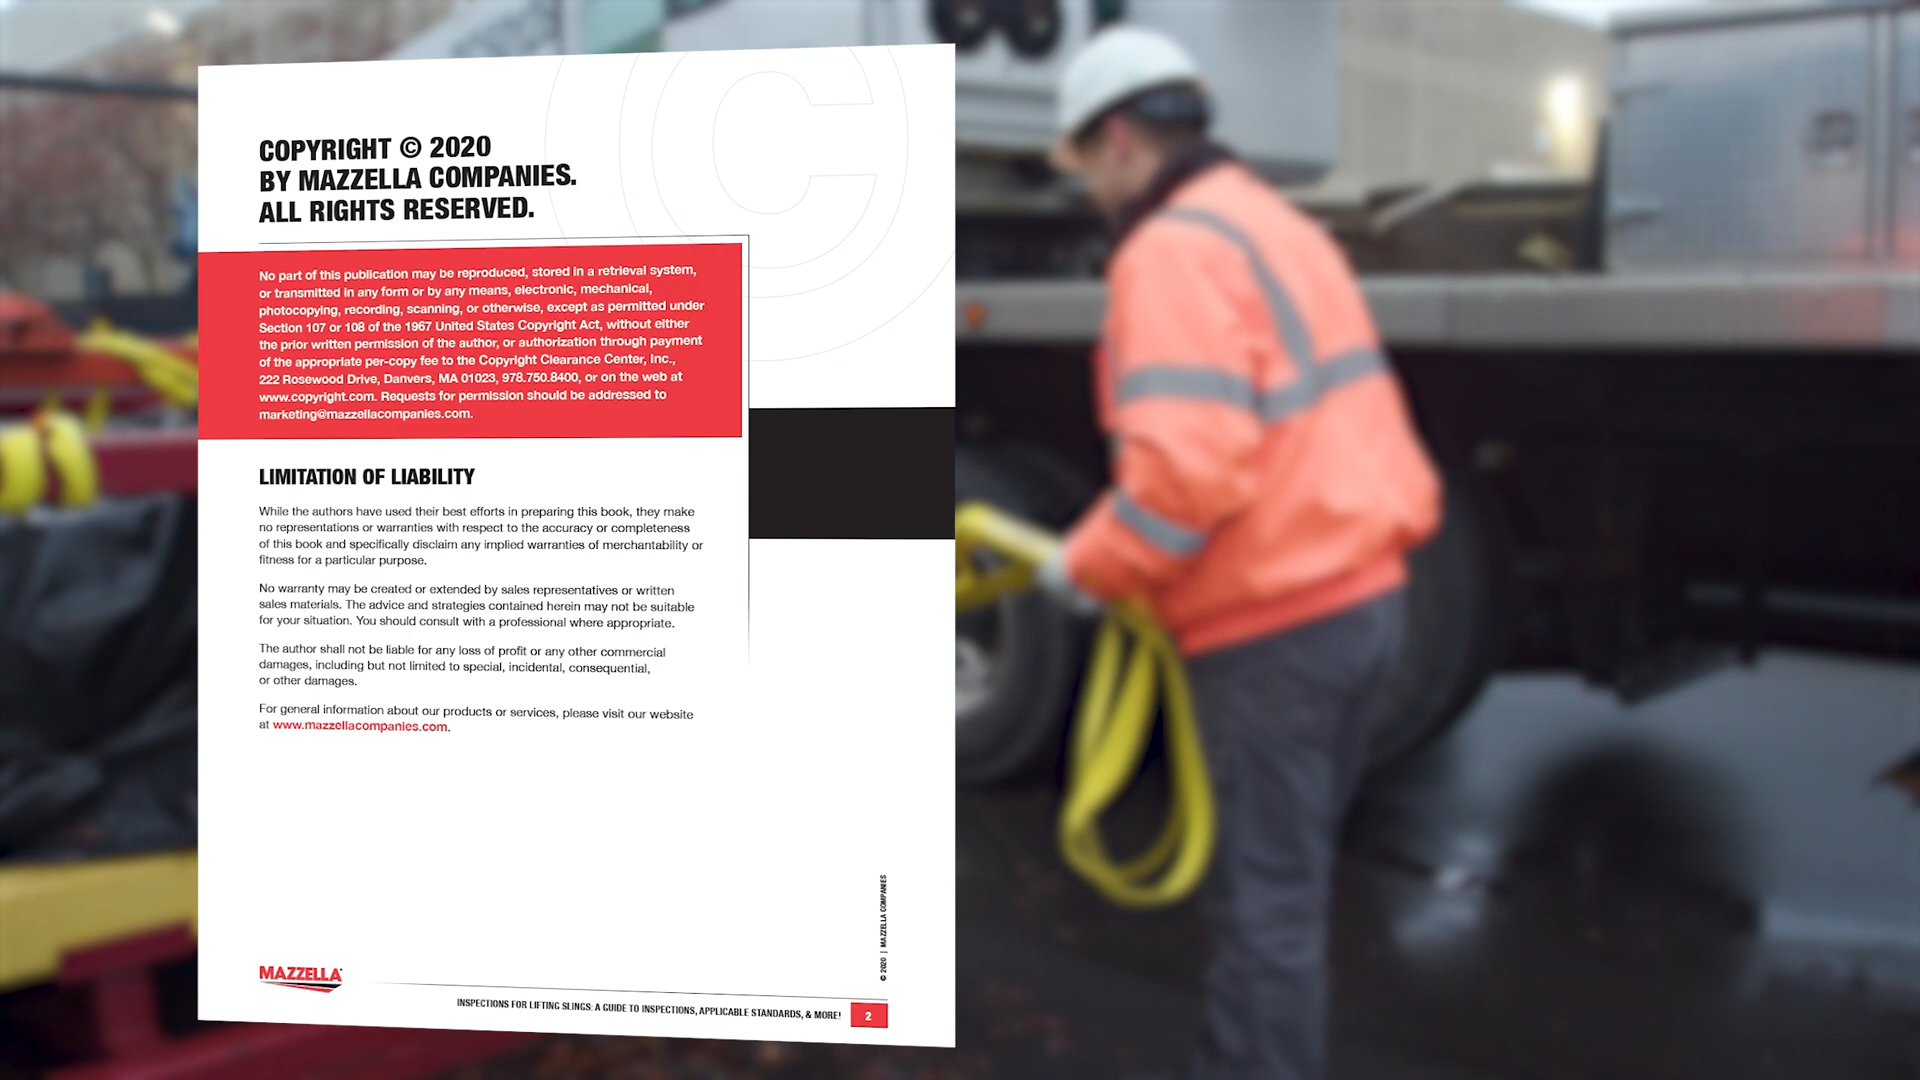 COPYRIGHT © 2020
BY MAZZELLA COMPANIES.
ALL RIGHTS RESERVED.
No part of this publication may be reproduced, stored in a retrieval system,
or transmitted in any form or by any means, electronic, mechanical,
photocopying, recording, scanning, or otherwise, except as permitted under
Section 107 or 108 of the 1967 United States Copyright Act, without either
the prior written permission of the author, or authorization through payment
of the appropriate per-copy fee to the Copyright Clearance Center, Inc.,
222 Rosewood Drive, Danvers, MA 01023, 978.750.8400, or on the web at
www.copyright.com. Requests for permission should be addressed to
marketing@mazzellacompanies.com.
LIMITATION OF LIABILITY
While the authors have used their best efforts in preparing this book, they make
no representations or warranties with respect to the accuracy or completeness
of this book and specifically disclaim any implied warranties of merchantability or
fitness for a particular purpose.
No warranty may be created or extended by sales representatives or written
sales materials. The advice and strategies contained herein may not be suitable
for your situation. You should consult with a professional where appropriate.
The author shall not be liable for any loss of profit or any other commercial
damages, including but not limited to special, incidental, consequential,
or other damages.
For general information about our products or services, please visit our website
at www.mazzellacompanies.com.
© 2020 | MAZZELLA COMPANIES
MAZZELLA
INSPECTIONS FOR LIFTING SLINGS: A GUIDE TO INSPECTIONS, APPLICABLE STANDARDS, & MORE!
2